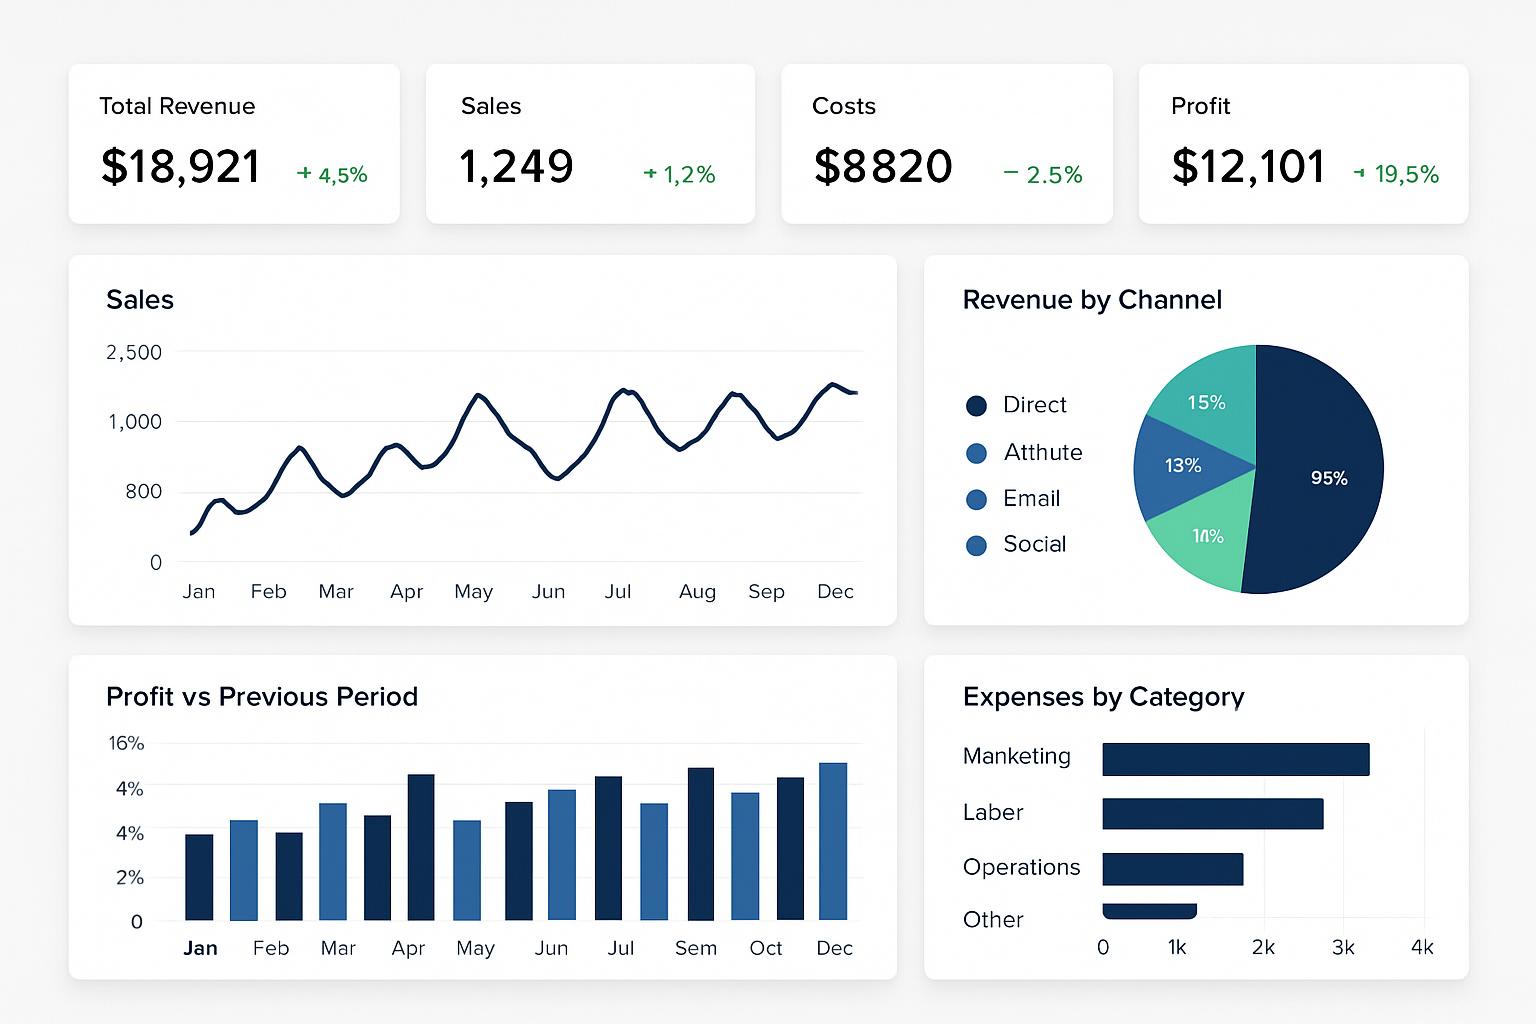 Total Revenue
$18,921 + 4,5%
Sales
1,249 + 1,2%
Costs
$8820 − 2.5%
Profit
$12,101 + 19,5%
Sales
2,500
1,000
800
0
Jan Feb Mar Apr May Jun Jul Aug Sep Dec
Revenue by Channel
Direct
Atthute
Email
Social
15%
13%
95%
Profit vs Previous Period
16%
4%
4%
2%
0
Jan Feb Mar Apr May Jun Jul Sem Oct Dec
Expenses by Category
Manketing
Laber
Operations
Other
0 1k 2k 3k 4k